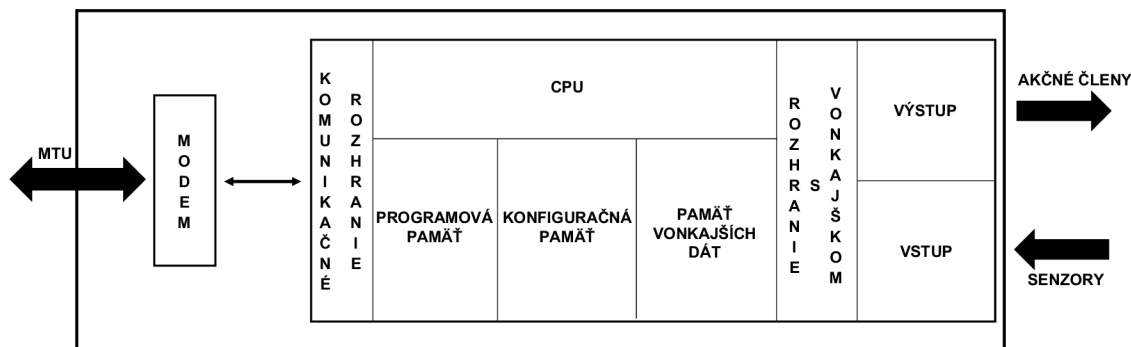 MTU
MODEM
KOMUNIKAČNÉ
ROZHRANIE
CPU
PROGRAMOVÁ
PAMÄŤ
KONFIGURAČNÁ
PAMÄŤ
PAMÄŤ
VONKAJŠÍCH
DÁT
ROZHRANIE
S
VONKAJŠKOM
VÝSTUP
VSTUP
AKČNÉ ČLENY
SENZORY